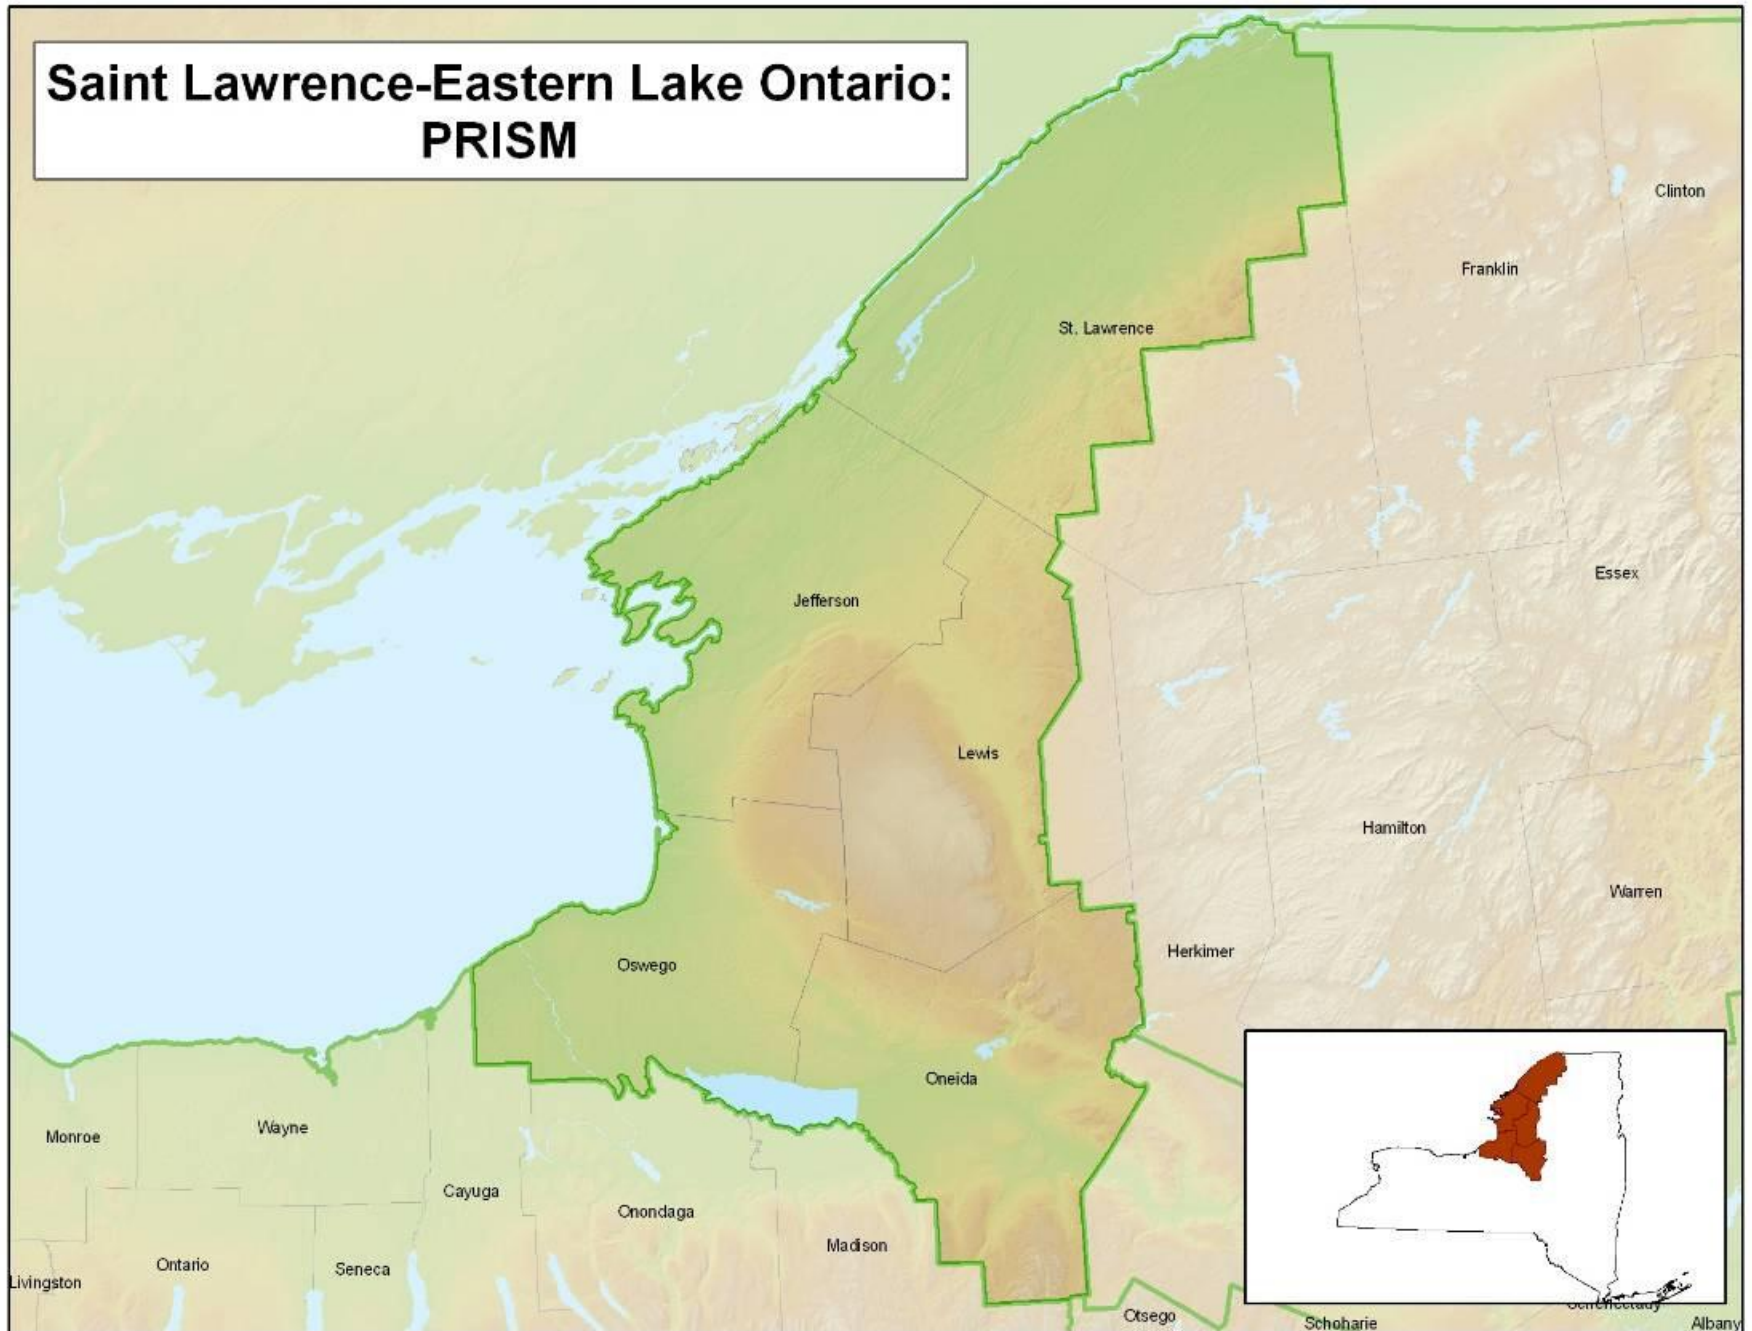 Saint Lawrence-Eastern Lake Ontario:
PRISM
Clinton
Franklin
St. Lawrence
Essex
Jefferson
Lewis
Hamilton
Warren
Herkimer
Oswego
Oneida
Monroe
Wayne
Cayuga
Onondaga
Madison
Ontario
Seneca
Livingston
Otsego
Schoharie
Albany